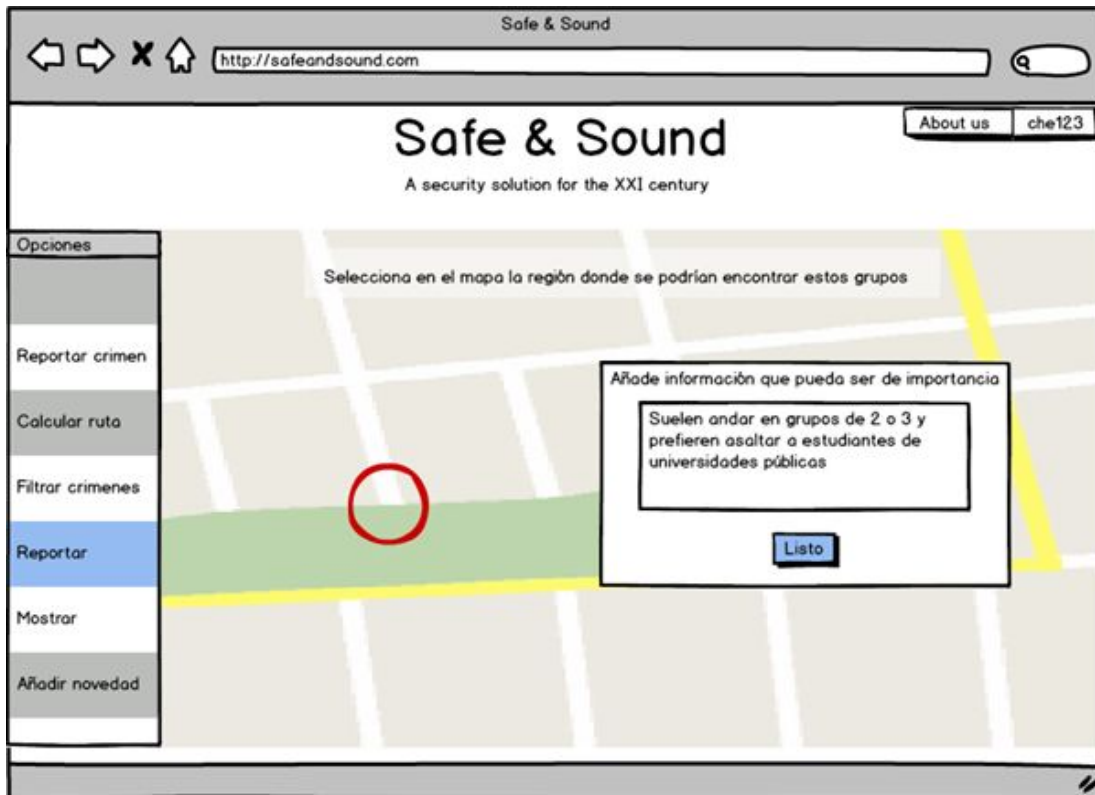 Safe & Sound
http://safeandsound.com
About us
che123
Safe & Sound
A security solution for the XXI century
Opciones
Selecciona en el mapa la región donde se podrían encontrar estos grupos
Reportar crimen
Calcular ruta
Filtrar crimenes
Reportar
Mostrar
Añadir novedad
Añade información que pueda ser de importancia
Suelen andar en grupos de 2 o 3 y
prefieren asaltar a estudiantes de
universidades públicas
Listo